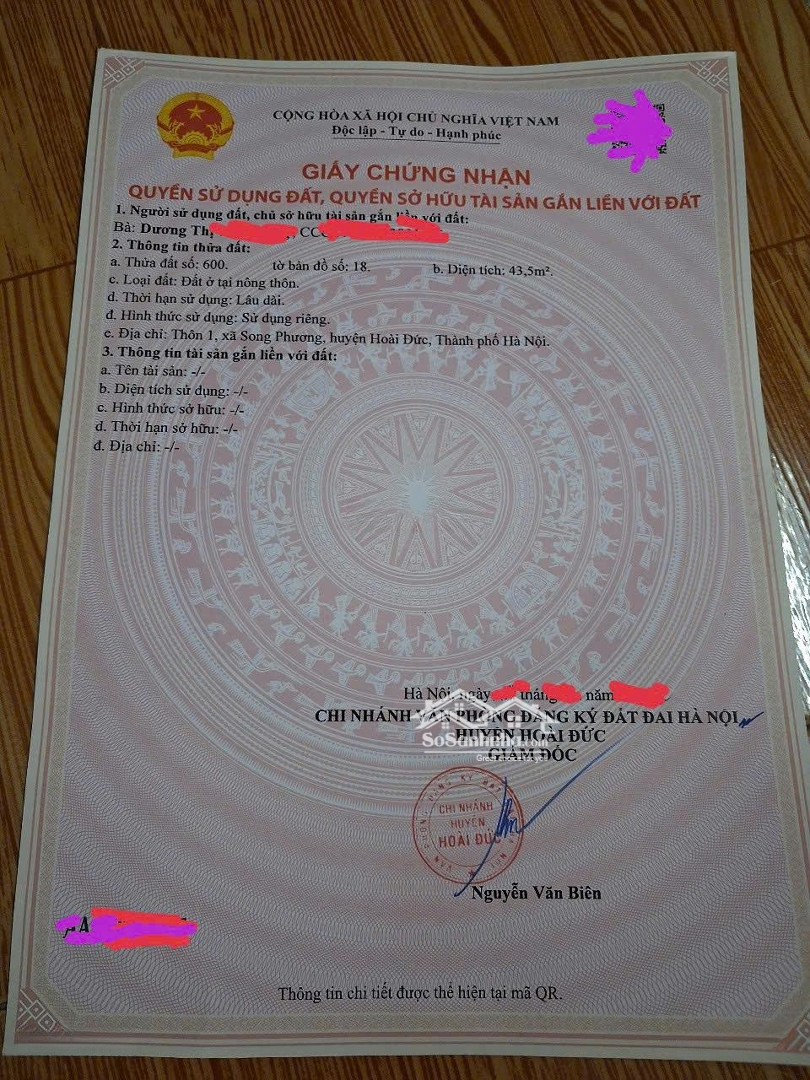 CỘNG HÒA XÃ HỘI CHỦ NGHĨA VIỆT NAM
Độc lập - Tự do - Hạnh phúc
GIẤY CHỨNG NHẬN
QUYỀN SỬ DỤNG ĐẤT, QUYỀN SỞ HỮU TÀI SẢN GẮN LIỀN VỚI ĐẤT
1. Người sử dụng đất, chủ sở hữu tài sản gắn liền với đất:
Bà: Dương Thị
2. Thông tin thửa đất:
a. Thửa đất số: 600. tờ bản đồ số: 18. b. Diện tích: 43,5m².
c. Loại đất: Đất ở tại nông thôn.
d. Thời hạn sử dụng: Lâu dài.
đ. Hình thức sử dụng: Sử dụng riêng.
e. Địa chỉ: Thôn 1, xã Song Phương, huyện Hoài Đức, Thành phố Hà Nội.
3. Thông tin tài sản gắn liền với đất:
a. Tên tài sản: -/-
b. Diện tích sử dụng: -/-
c. Hình thức sở hữu: -/-
d. Thời hạn sở hữu: -/-
đ. Địa chỉ: -/-
Hà Nội, ngày tháng năm
CHI NHÁNH VĂN PHÒNG ĐĂNG KÝ ĐẤT ĐAI HÀ NỘI
HUYỆN HOÀI ĐỨC
GIÁM ĐỐC
CHI NHÁNH
HUYỆN
HOÀI ĐỨC
Nguyễn Văn Biên
Thông tin chi tiết được thể hiện tại mã QR.